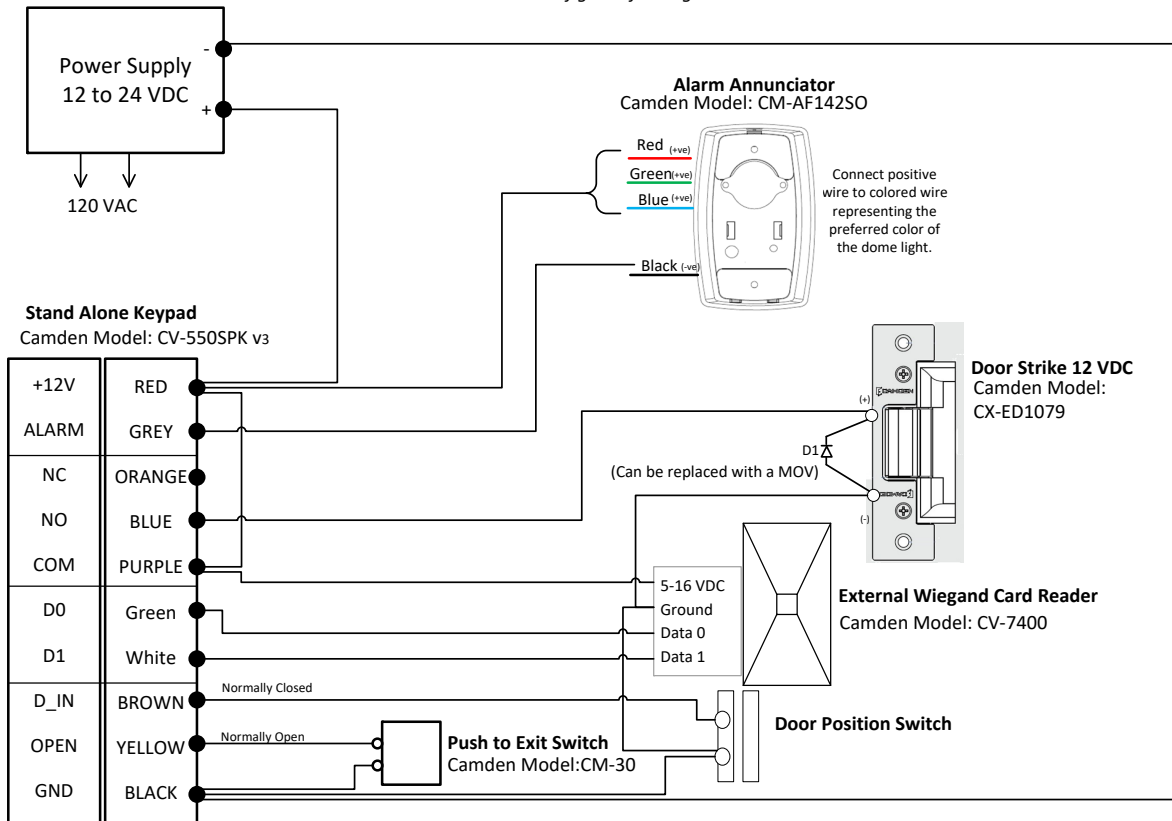 -
Power Supply
12 to 24 VDC
+
120 VAC
Alarm Annunciator
Camden Model: CM-AF142SO
Red (+ve)
Green(+ve)
Blue (+ve)
Black (-ve)
Connect positive
wire to colored wire
representing the
preferred color of
the dome light.
Stand Alone Keypad
Camden Model: CV-550SPK v3
+12V RED
ALARM GREY
NC ORANGE
NO BLUE
COM PURPLE
D0 Green
D1 White
D_IN BROWN
OPEN YELLOW
GND BLACK
(+)
CAMDEN
D1
(Can be replaced with a MOV)
CAMDEN
(-)
Door Strike 12 VDC
Camden Model:
CX-ED1079
5-16 VDC
Ground
Data 0
Data 1
External Wiegand Card Reader
Camden Model: CV-7400
Normally Closed
Normally Open
Push to Exit Switch
Camden Model:CM-30
Door Position Switch